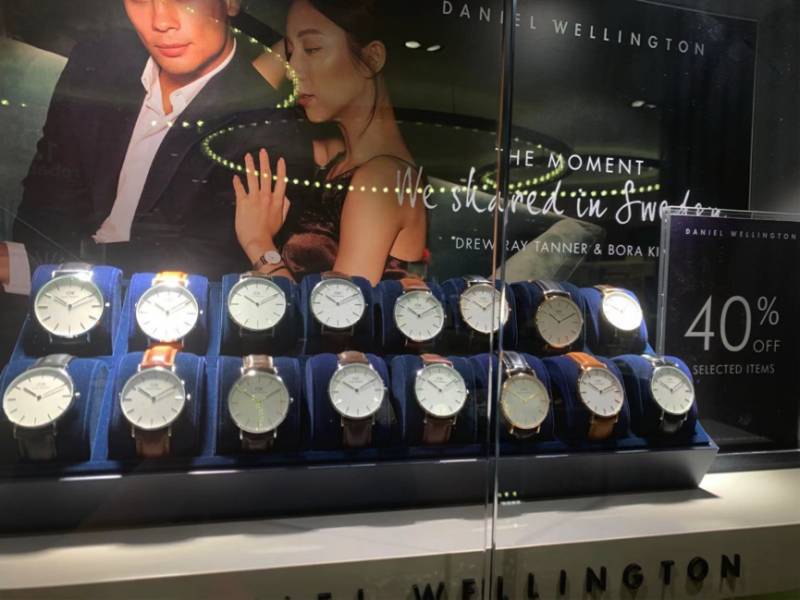 DANIEL WELLINGTON
THE MOMENT
We shared in Sweden
DREW RAY TANNER & BORA
DANIEL WELLINGTON
40%
OFF
SELECTED ITEMS
DANIEL WELLINGTON